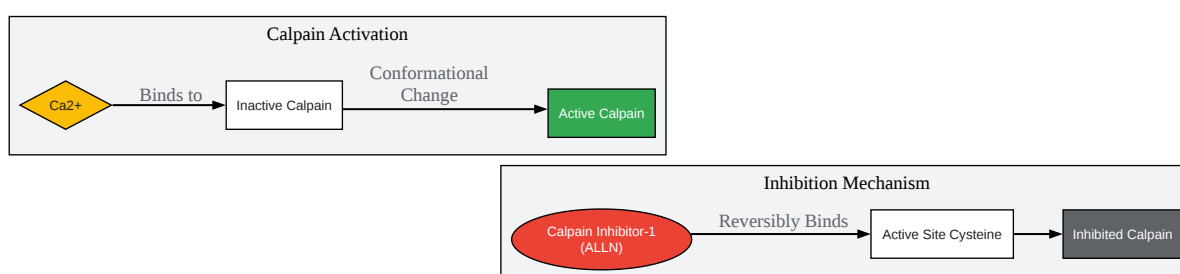 Calpain Activation
Ca2+
Binds to
Inactive Calpain
Conformational
Change
Active Calpain
Inhibition Mechanism
Calpain Inhibitor-1
(ALLN)
Reversibly Binds
Active Site Cysteine
Inhibited Calpain